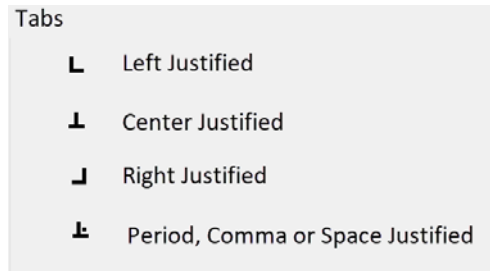 Tabs
Left Justified
Center Justified
Right Justified
Period, Comma or Space Justified